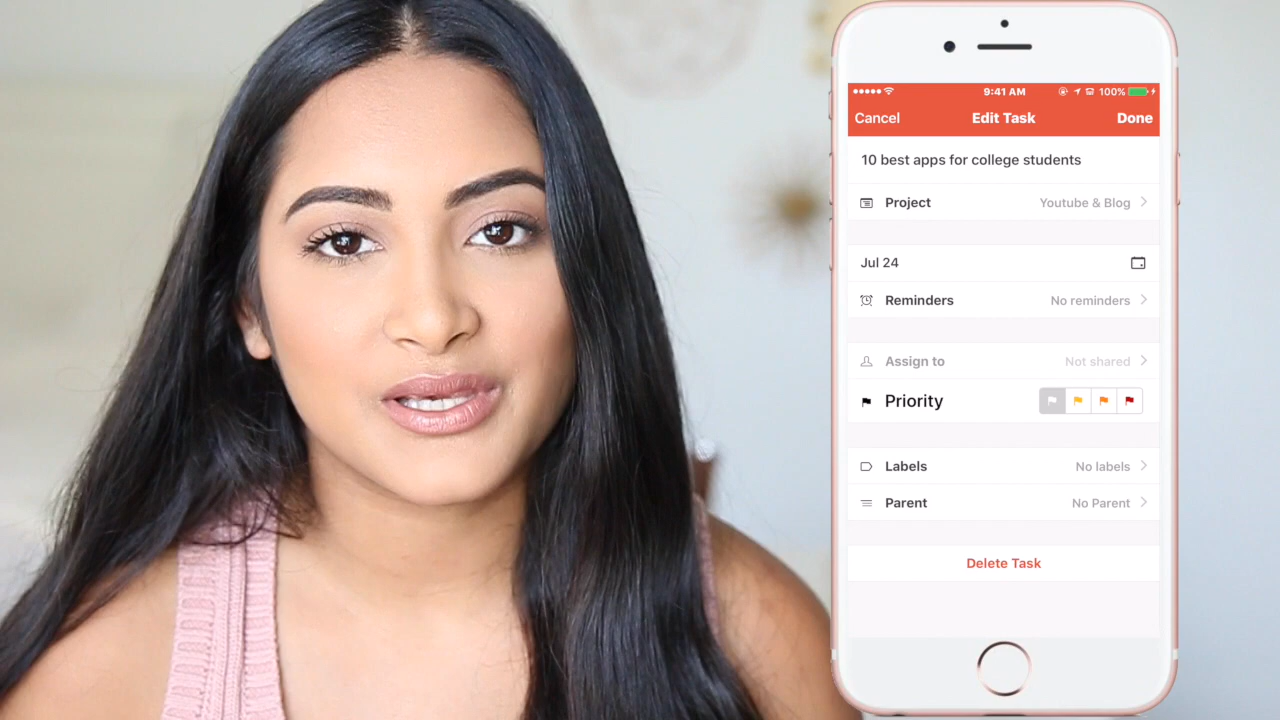 9:41 AM 100%
Cancel Edit Task Done
10 best apps for college students
Project Youtube & Blog
Jul 24
Reminders No reminders
Assign to Not shared
Priority
Labels No labels
Parent No Parent
Delete Task